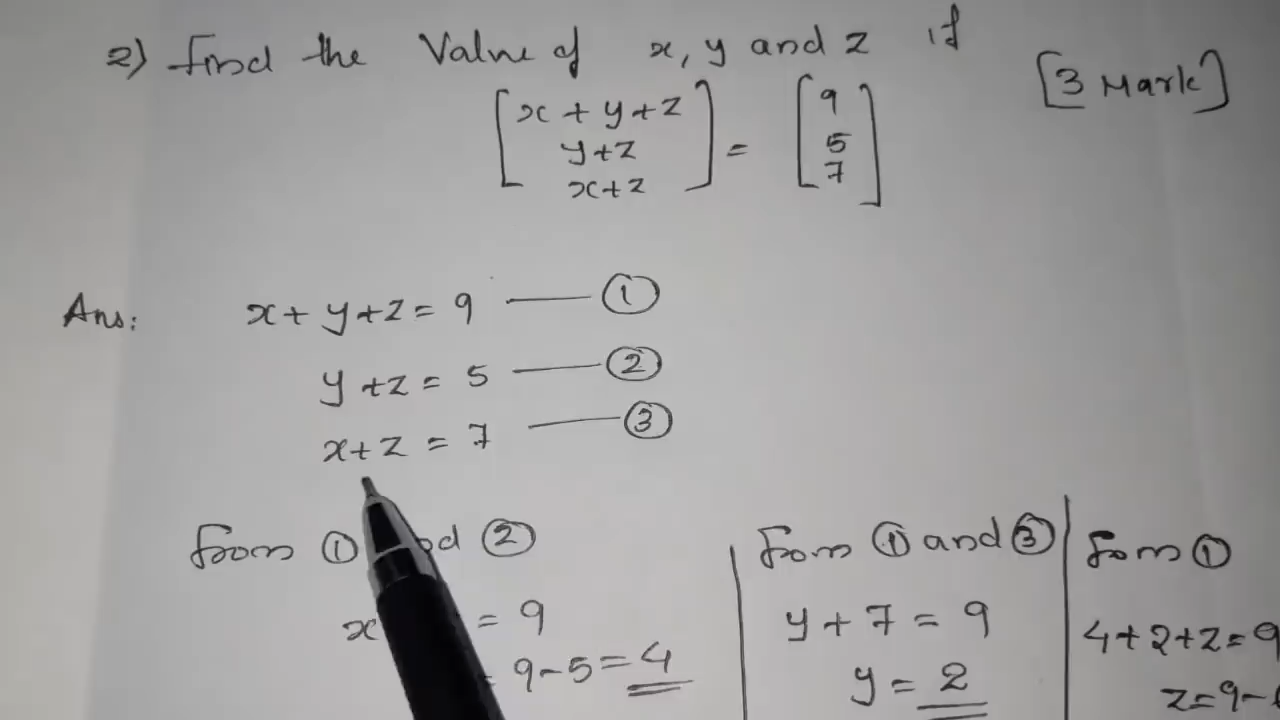 2) Find the Value of x, y and z if
[3 Mark]
[x + y + z] = [9]
[y+z] [5]
[x+z] [7]
Ans: x + y + z = 9 —— ①
y + z = 5 —— ②
x + z = 7 —— ③
From ① ②
x = 9
= 9-5 = 4
From ① and ③
y + 7 = 9
y = 2
From ①
4+2+z=9
z=9-